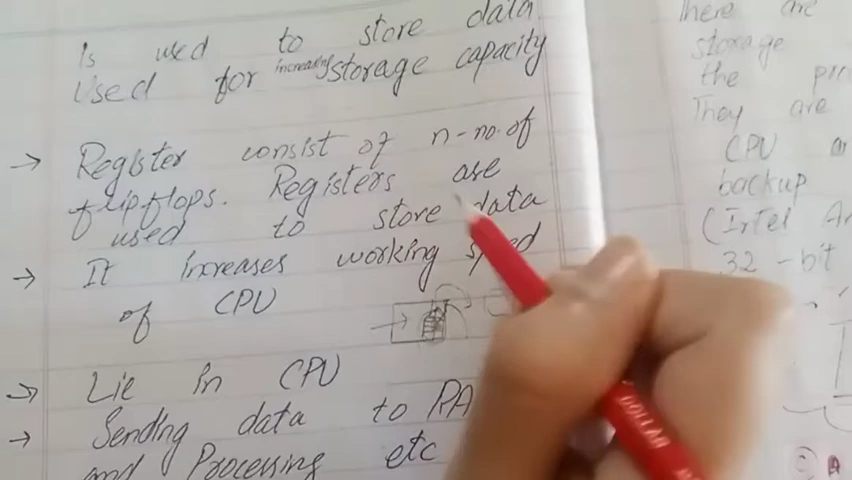 is used to store data
Used for increasing storage capacity
→ Register consist of n-no. of
flipflops. Registers are
used to store data
→ It increases working speed
of CPU
→ Lie in CPU
→ Sending data to RA
and Processing etc
There are
storage
the
They are
CPU
backup
(Intel
32-bit
DOLLAR